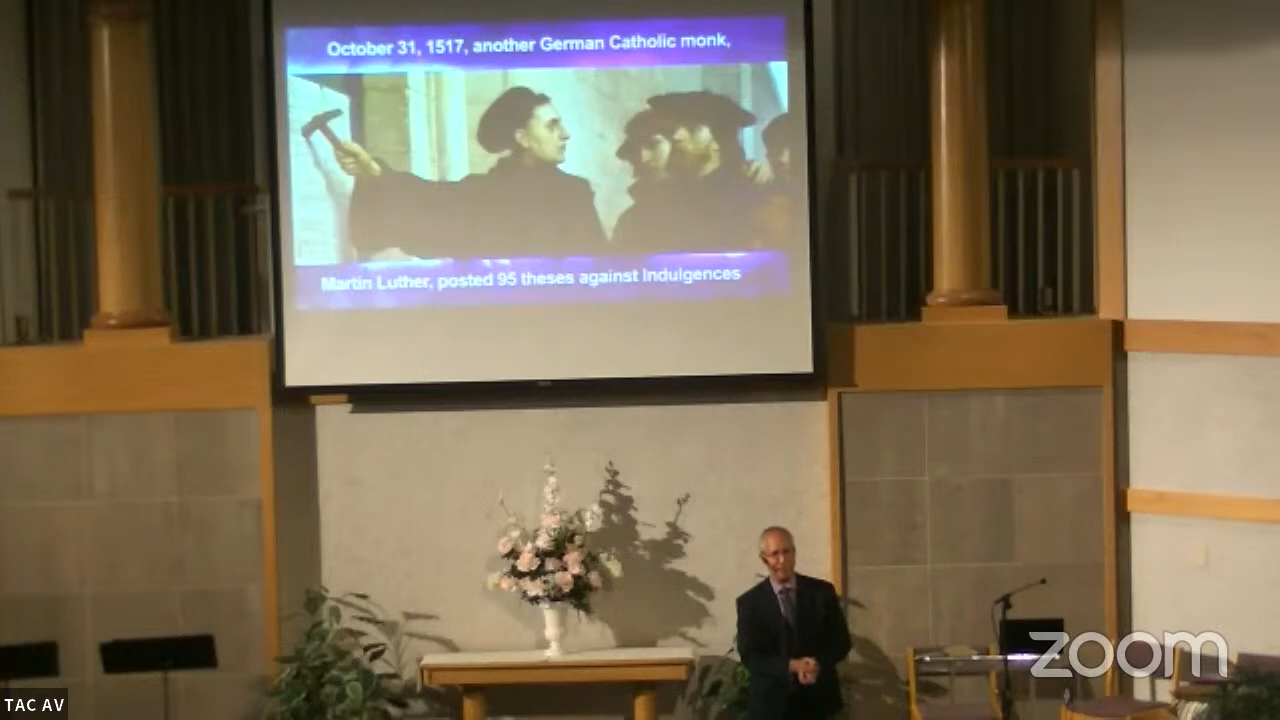 October 31, 1517, another German Catholic monk,
Martin Luther, posted 95 theses against Indulgences
zoom
TAC AV